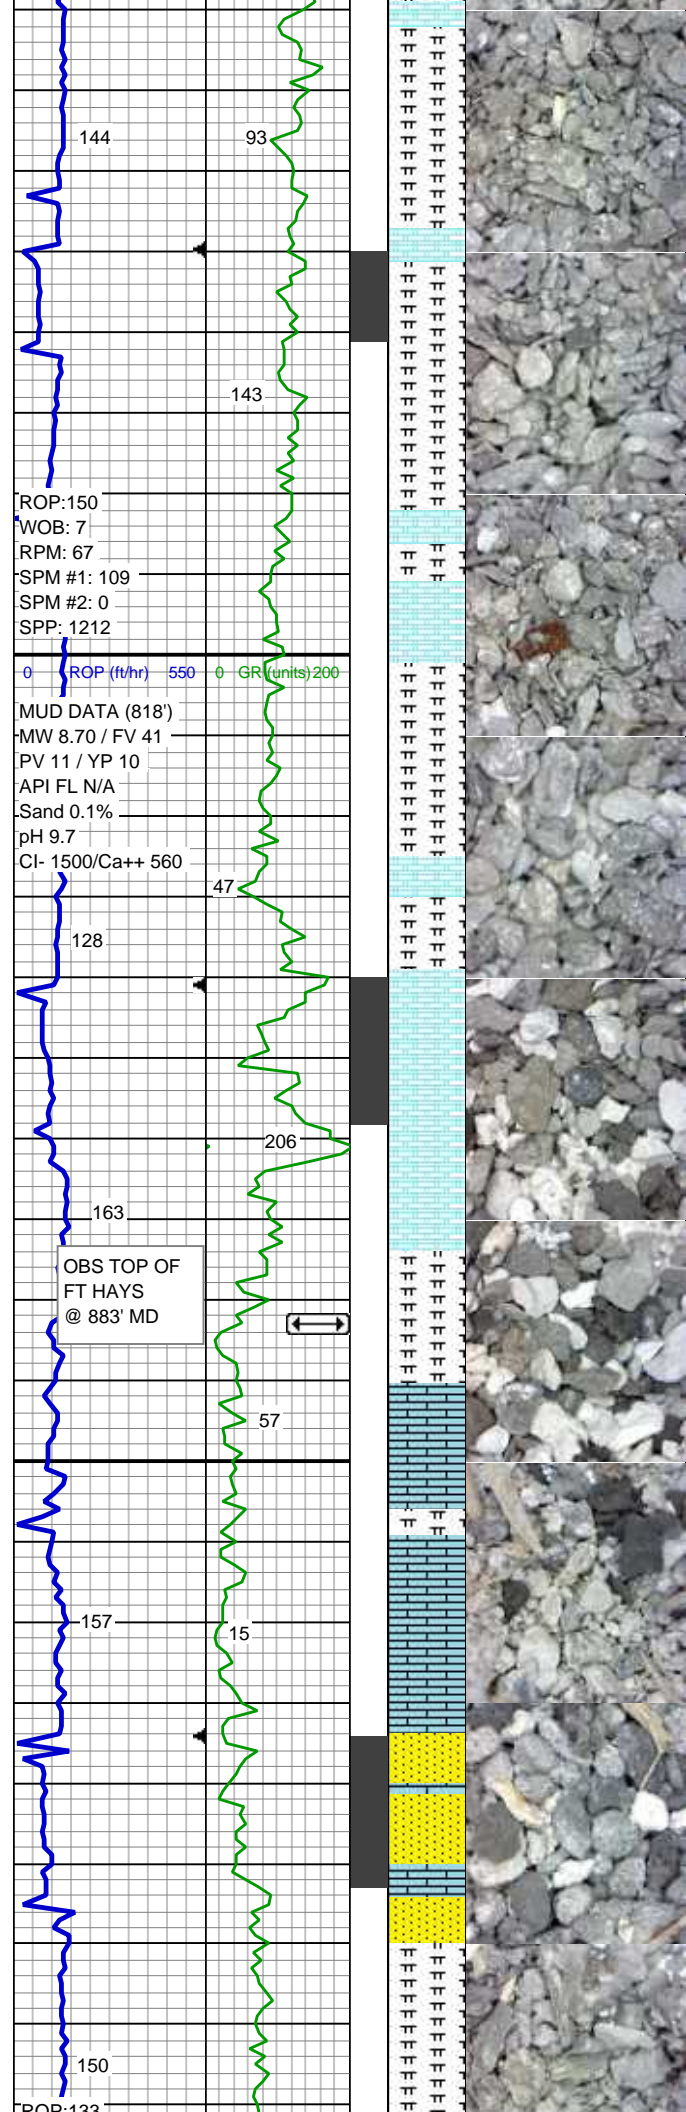 144
93
143
ROP:150
WOB: 7
RPM: 67
SPM #1: 109
SPM #2: 0
SPP: 1212
0 ROP (ft/hr) 550 0 GR (units) 200
MUD DATA (818')
MW 8.70 / FV 41
PV 11 / YP 10
API FL N/A
Sand 0.1%
pH 9.7
Cl- 1500/Ca++ 560
47
128
206
163
OBS TOP OF
FT HAYS
@ 883' MD
57
157
15
150
ROP:133